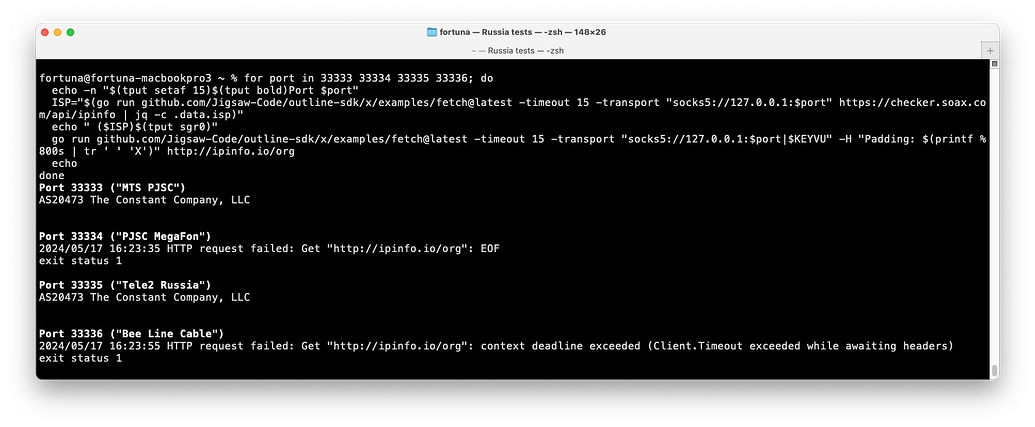 fortuna — Russia tests — -zsh — 148×26
~ — Russia tests — -zsh
fortuna@fortuna-macbookpro3 ~ % for port in 33333 33334 33335 33336; do
echo -n "$(tput setaf 15)$(tput bold)Port $port"
ISP="$(go run github.com/Jigsaw-Code/outline-sdk/x/examples/fetch@latest -timeout 15 -transport "socks5://127.0.0.1:$port" https://checker.soax.co
m/api/ipinfo | jq -c .data.isp)"
echo " ($ISP)$(tput sgr0)"
go run github.com/Jigsaw-Code/outline-sdk/x/examples/fetch@latest -timeout 15 -transport "socks5://127.0.0.1:$port|$KEYVU" -H "Padding: $(printf %
800s | tr ' ' 'X')" http://ipinfo.io/org
echo
done
Port 33333 ("MTS PJSC")
AS20473 The Constant Company, LLC
Port 33334 ("PJSC MegaFon")
2024/05/17 16:23:35 HTTP request failed: Get "http://ipinfo.io/org": EOF
exit status 1
Port 33335 ("Tele2 Russia")
AS20473 The Constant Company, LLC
Port 33336 ("Bee Line Cable")
2024/05/17 16:23:55 HTTP request failed: Get "http://ipinfo.io/org": context deadline exceeded (Client.Timeout exceeded while awaiting headers)
exit status 1